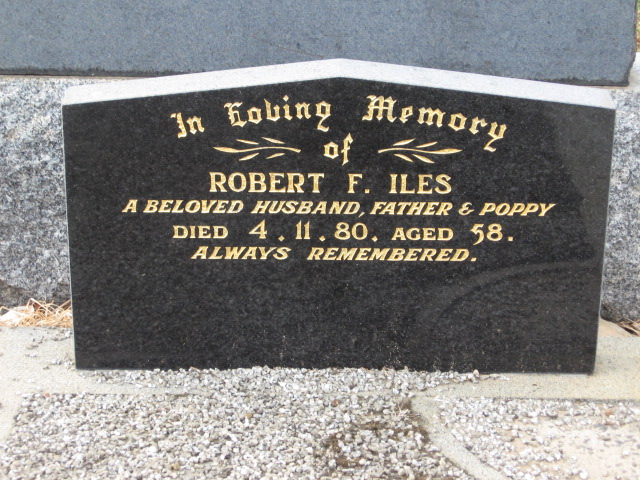 In Loving Memory
of
ROBERT F. ILES
A BELOVED HUSBAND, FATHER & POPPY
DIED 4.11.80. AGED 58.
ALWAYS REMEMBERED.